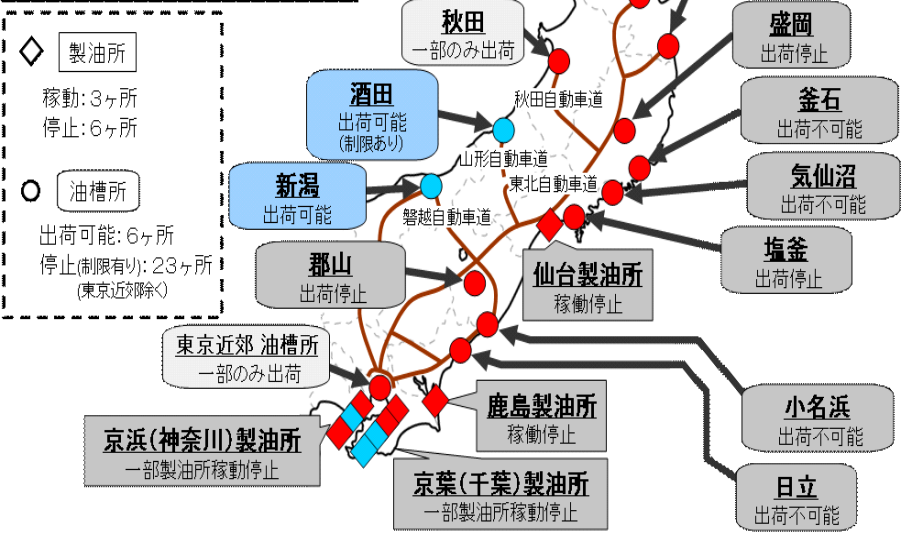 製油所
稼動:3ヶ所
停止:6ヶ所
油槽所
出荷可能:6ヶ所
停止(制限有り):23ヶ所
(東京近郊除く)
秋田
一部のみ出荷
盛岡
出荷停止
酒田
出荷可能
(制限あり)
秋田自動車道
釜石
出荷不可能
山形自動車道
新潟
出荷可能
東北自動車道
気仙沼
出荷不可能
磐越自動車道
塩釜
出荷停止
郡山
出荷停止
仙台製油所
稼働停止
東京近郊 油槽所
一部のみ出荷
鹿島製油所
稼働停止
小名浜
出荷不可能
京浜(神奈川)製油所
一部製油所稼動停止
京葉(千葉)製油所
一部製油所稼動停止
日立
出荷不可能